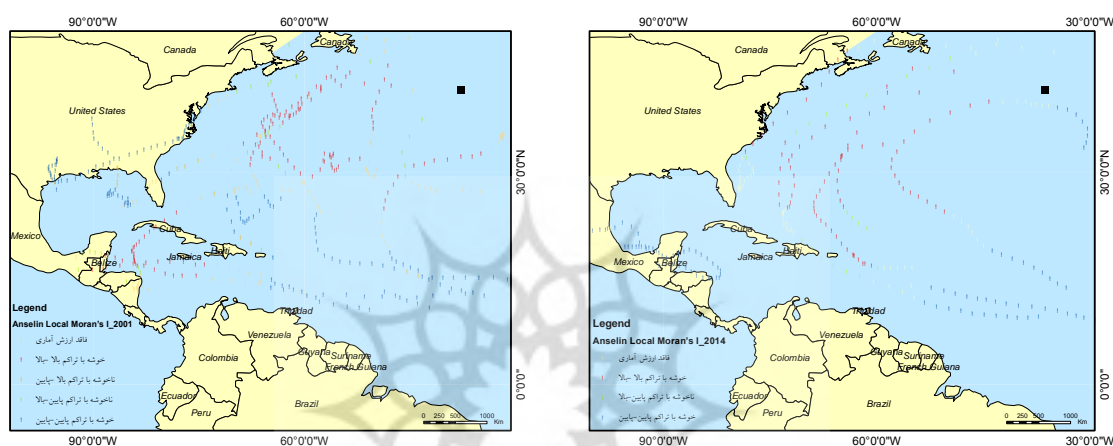 90°0'0"W 60°0'0"W
Canada
Canada
United States
30°0'0"N
Mexico
Cuba
Haiti
Jamaica
Belize
Legend
Anselin Local Moran's I_2001
فاقد ارزش آماری
خوشه با تراکم بالا -بالا
ناخوشه با تراکم بالا -پایین
ناخوشه با تراکم پایین-بالا
خوشه با تراکم پایین-پایین
Trinidad
Venezuela
Guyana
Suriname
French Guiana
Colombia
Ecuador
Peru
Brazil
0°0'0"
0 250 500 1000
Km
90°0'0"W 60°0'0"W
90°0'0"W 60°0'0"W 30°0'0"W
Canada
Canada
United States
30°0'0"N
Cuba
Haiti
Jamaica
Mexico
Belize
Legend
Anselin Local Moran's I_2014
فاقد ارزش آماری
خوشه با تراکم بالا -بالا
ناخوشه با تراکم پایین-بالا
خوشه با تراکم پایین-پایین
Trinidad
Venezuela
Guyana
Suriname
French Guiana
Colombia
Ecuador
Peru
Brazil
0°0'0"
0 250 500 1000
Km
90°0'0"W 60°0'0"W 30°0'0"W